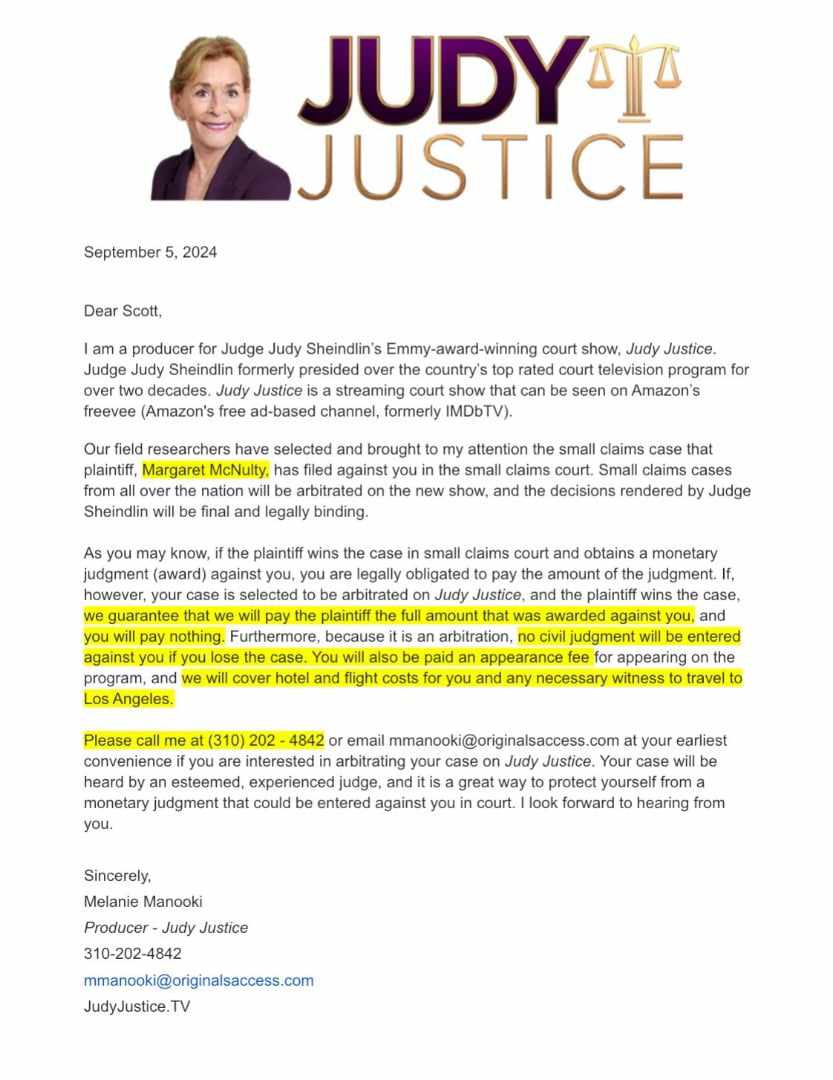 JUDY
JUSTICE
September 5, 2024
Dear Scott,
I am a producer for Judge Judy Sheindlin’s Emmy-award-winning court show, Judy Justice.
Judge Judy Sheindlin formerly presided over the country’s top rated court television program for
over two decades. Judy Justice is a streaming court show that can be seen on Amazon’s
freevee (Amazon's free ad-based channel, formerly IMDbTV).
Our field researchers have selected and brought to my attention the small claims case that
plaintiff, Margaret McNulty, has filed against you in the small claims court. Small claims cases
from all over the nation will be arbitrated on the new show, and the decisions rendered by Judge
Sheindlin will be final and legally binding.
As you may know, if the plaintiff wins the case in small claims court and obtains a monetary
judgment (award) against you, you are legally obligated to pay the amount of the judgment. If,
however, your case is selected to be arbitrated on Judy Justice, and the plaintiff wins the case,
we guarantee that we will pay the plaintiff the full amount that was awarded against you, and
you will pay nothing. Furthermore, because it is an arbitration, no civil judgment will be entered
against you if you lose the case. You will also be paid an appearance fee for appearing on the
program, and we will cover hotel and flight costs for you and any necessary witness to travel to
Los Angeles.
Please call me at (310) 202 - 4842 or email mmanooki@originalsaccess.com at your earliest
convenience if you are interested in arbitrating your case on Judy Justice. Your case will be
heard by an esteemed, experienced judge, and it is a great way to protect yourself from a
monetary judgment that could be entered against you in court. I look forward to hearing from
you.
Sincerely,
Melanie Manooki
Producer - Judy Justice
310-202-4842
mmanooki@originalsaccess.com
JudyJustice.TV